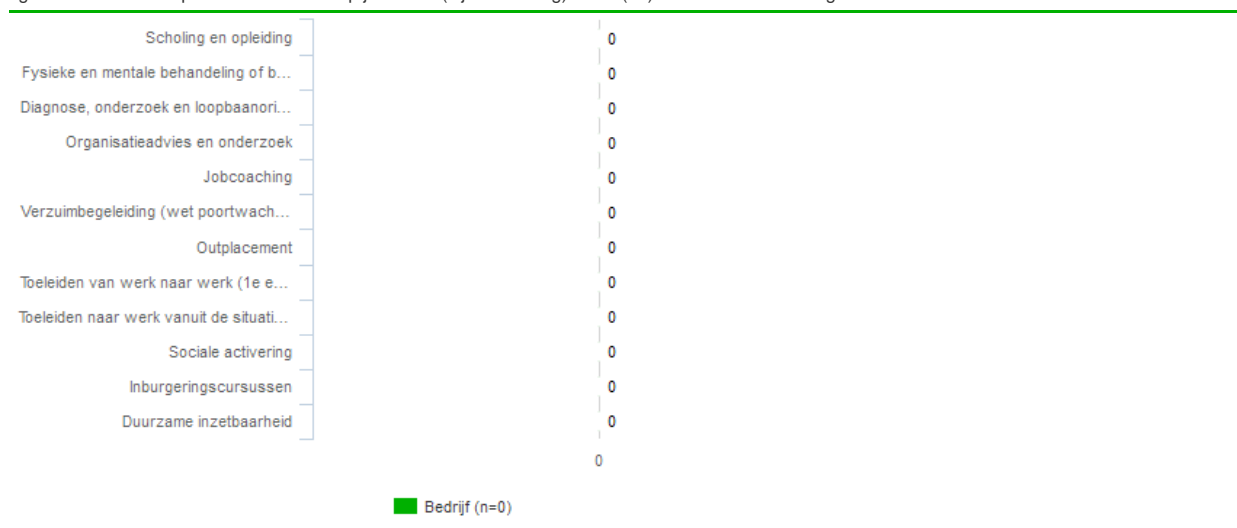 Scholing en opleiding 0
Fysieke en mentale behandeling of b... 0
Diagnose, onderzoek en loopbaanori... 0
Organisatieadvies en onderzoek 0
Jobcoaching 0
Verzuimbegeleiding (wet poortwach... 0
Outplacement 0
Toeleiden van werk naar werk (1e e... 0
Toeleiden naar werk vanuit de situati... 0
Sociale activering 0
Inburgeringscursussen 0
Duurzame inzetbaarheid 0
0
Bedrijf (n=0)